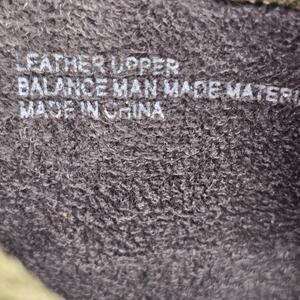 LEATHER UPPER
BALANCE MAN MADE MATERI
MADE IN CHINA